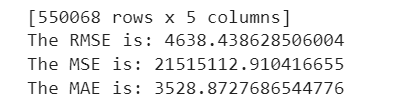 [550068 rows x 5 columns]
The RMSE is: 4638.438628506004
The MSE is: 21515112.910416655
The MAE is: 3528.8727686544776